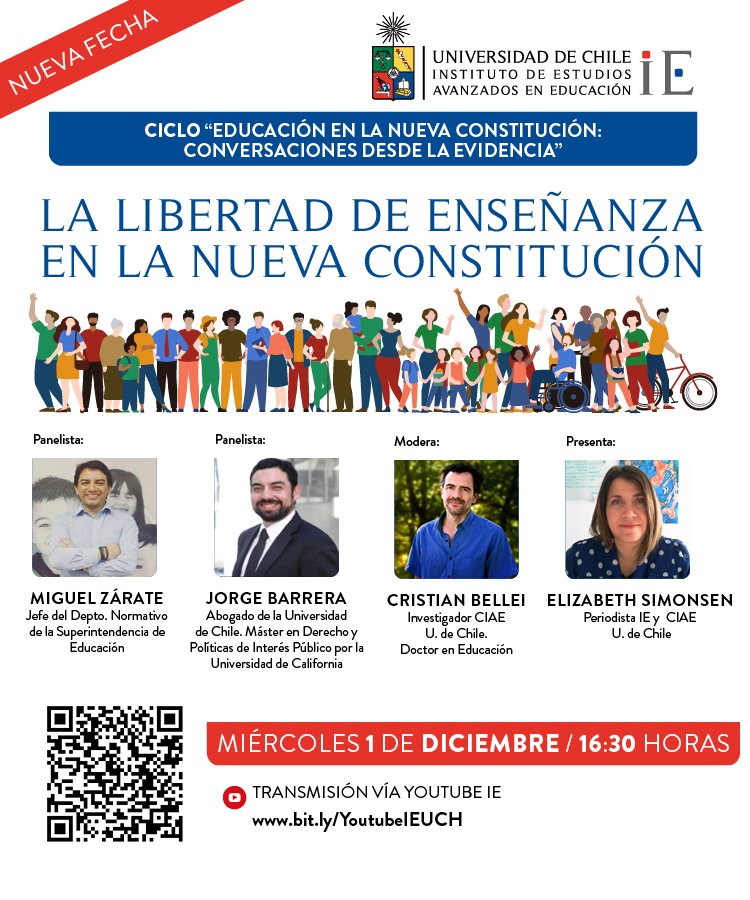 NUEVA FECHA
UNIVERSIDAD DE CHILE
INSTITUTO DE ESTUDIOS
AVANZADOS EN EDUCACIÓN
iE
CICLO “EDUCACIÓN EN LA NUEVA CONSTITUCIÓN:
CONVERSACIONES DESDE LA EVIDENCIA”
LA LIBERTAD DE ENSEÑANZA
EN LA NUEVA CONSTITUCIÓN
Panelista:
MIGUEL ZÁRATE
Jefe del Depto. Normativo
de la Superintendencia de
Educación
Panelista:
JORGE BARRERA
Abogado de la Universidad
de Chile. Máster en Derecho y
Políticas de Interés Público por la
Universidad de California
Modera:
CRISTIAN BELLEI
Investigador CIAE
U. de Chile.
Doctor en Educación
Presenta:
ELIZABETH SIMONSEN
Periodista IE y CIAE
U. de Chile
MIÉRCOLES 1 DE DICIEMBRE / 16:30 HORAS
TRANSMISIÓN VÍA YOUTUBE IE
www.bit.ly/YoutubeIEUCH